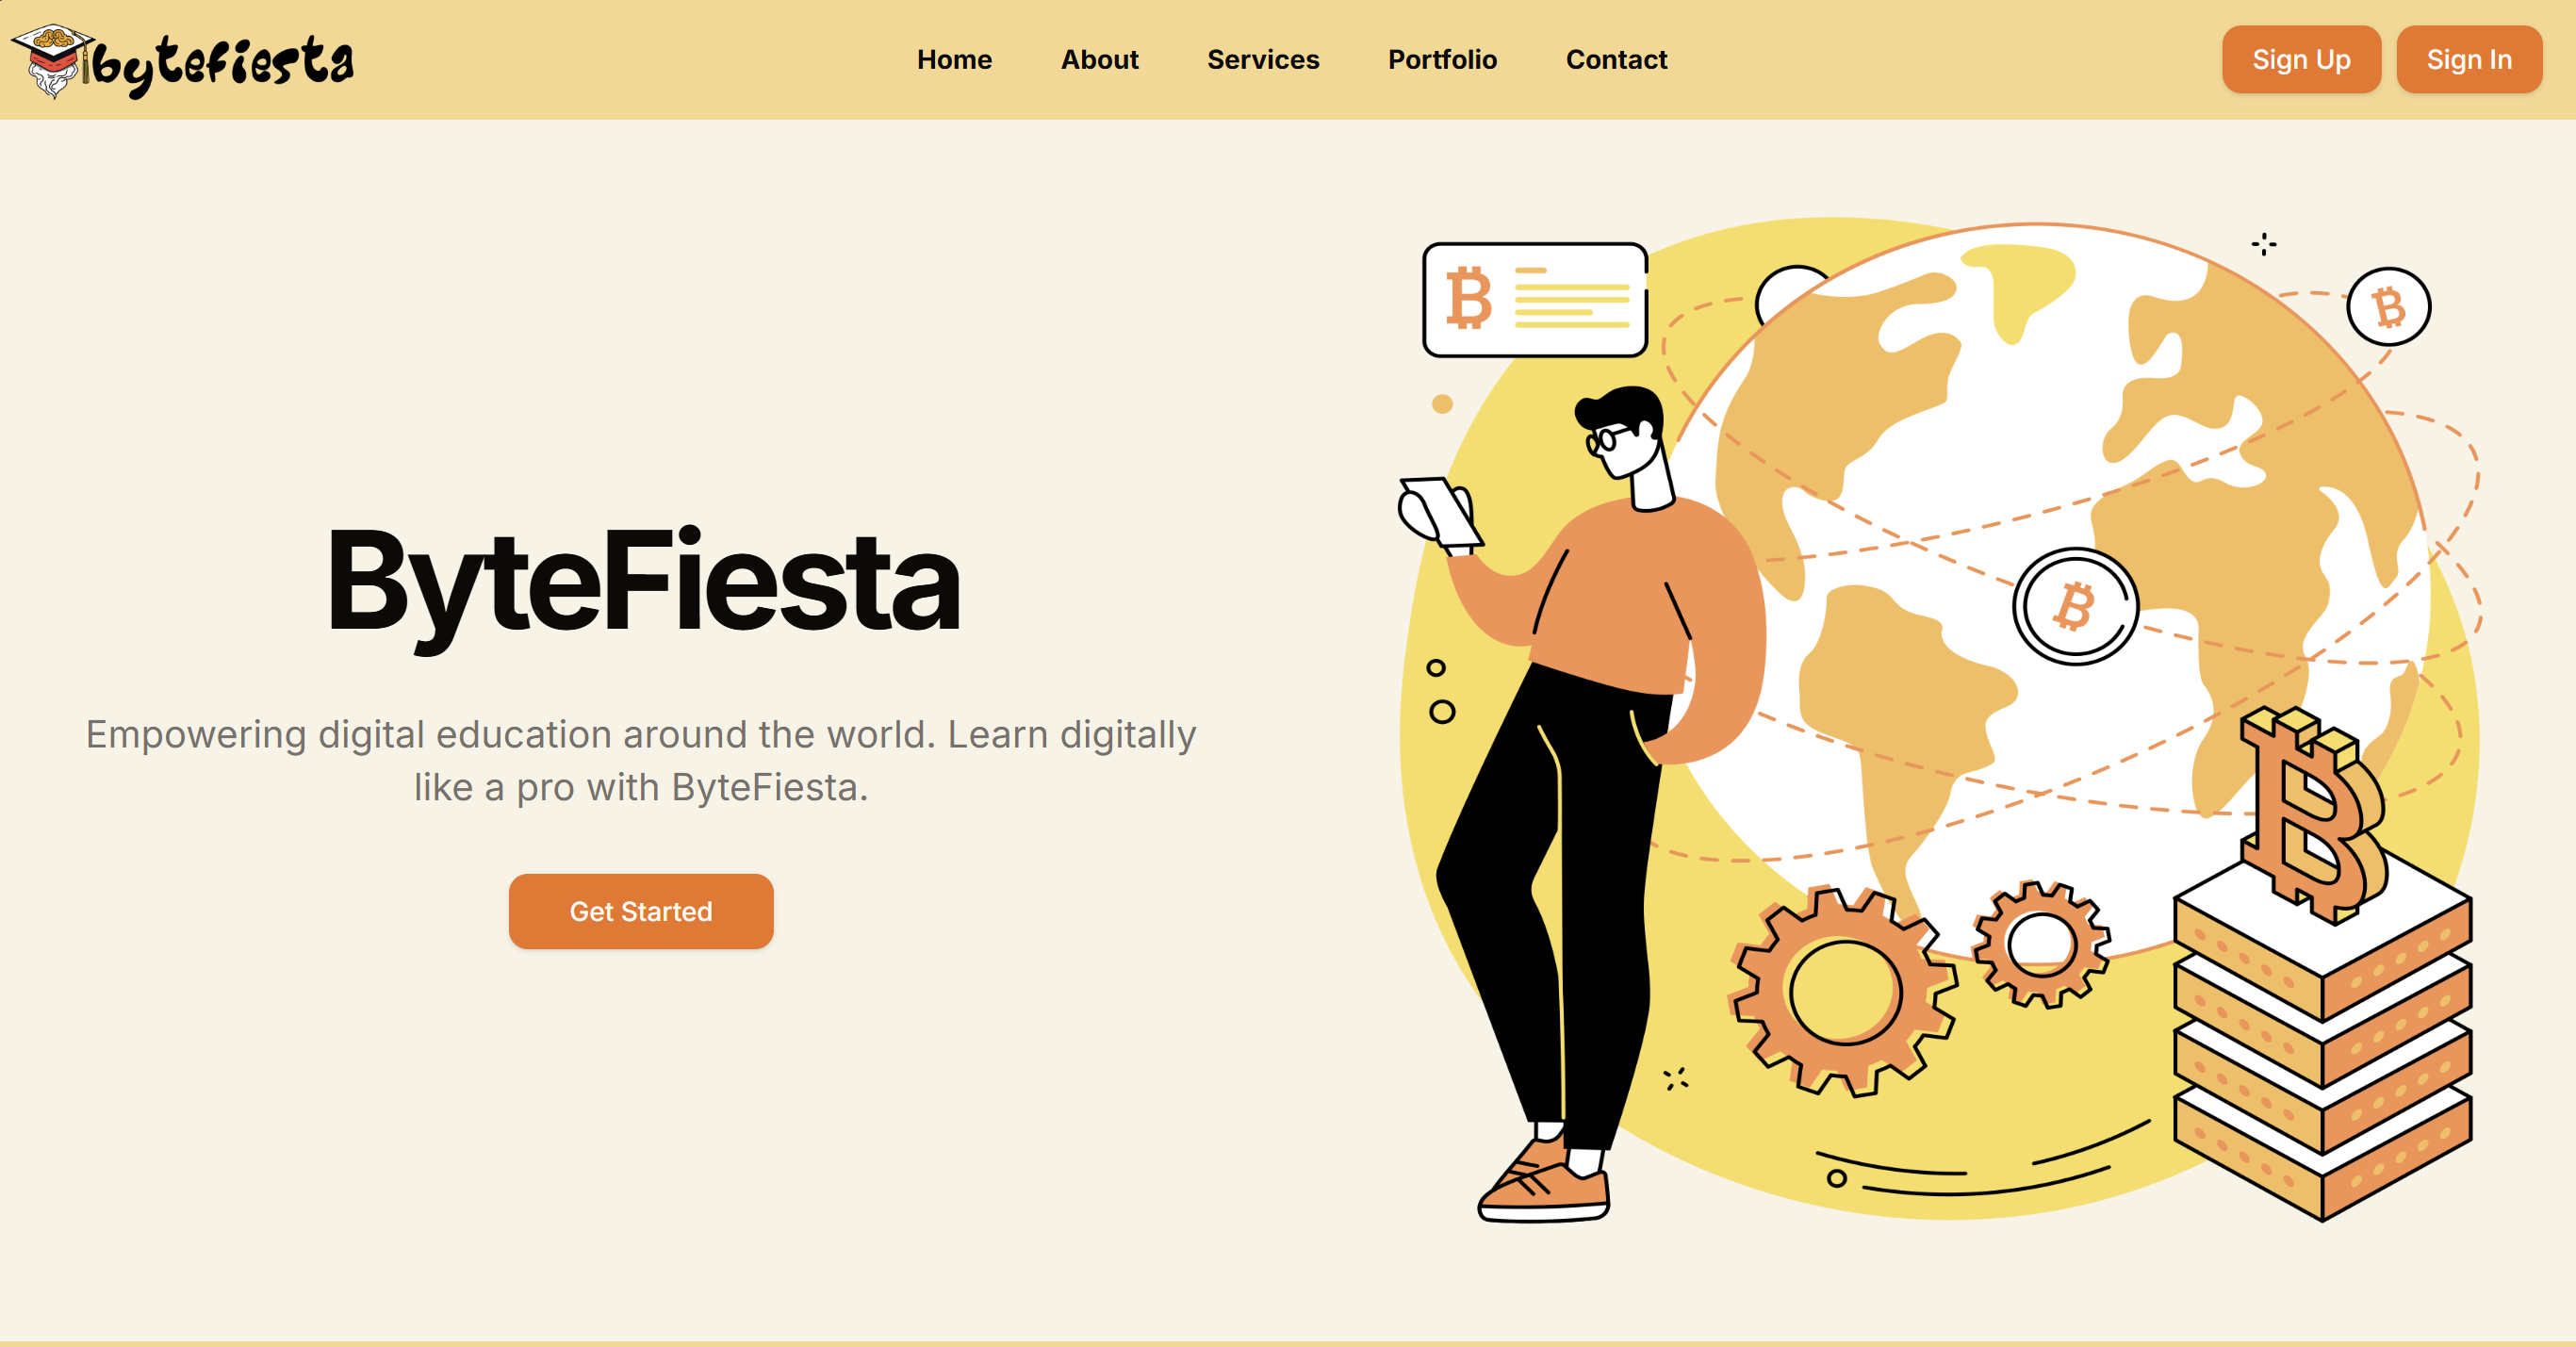 bytefiesta
Home About Services Portfolio Contact
Sign Up Sign In
ByteFiesta
Empowering digital education around the world. Learn digitally
like a pro with ByteFiesta.
Get Started